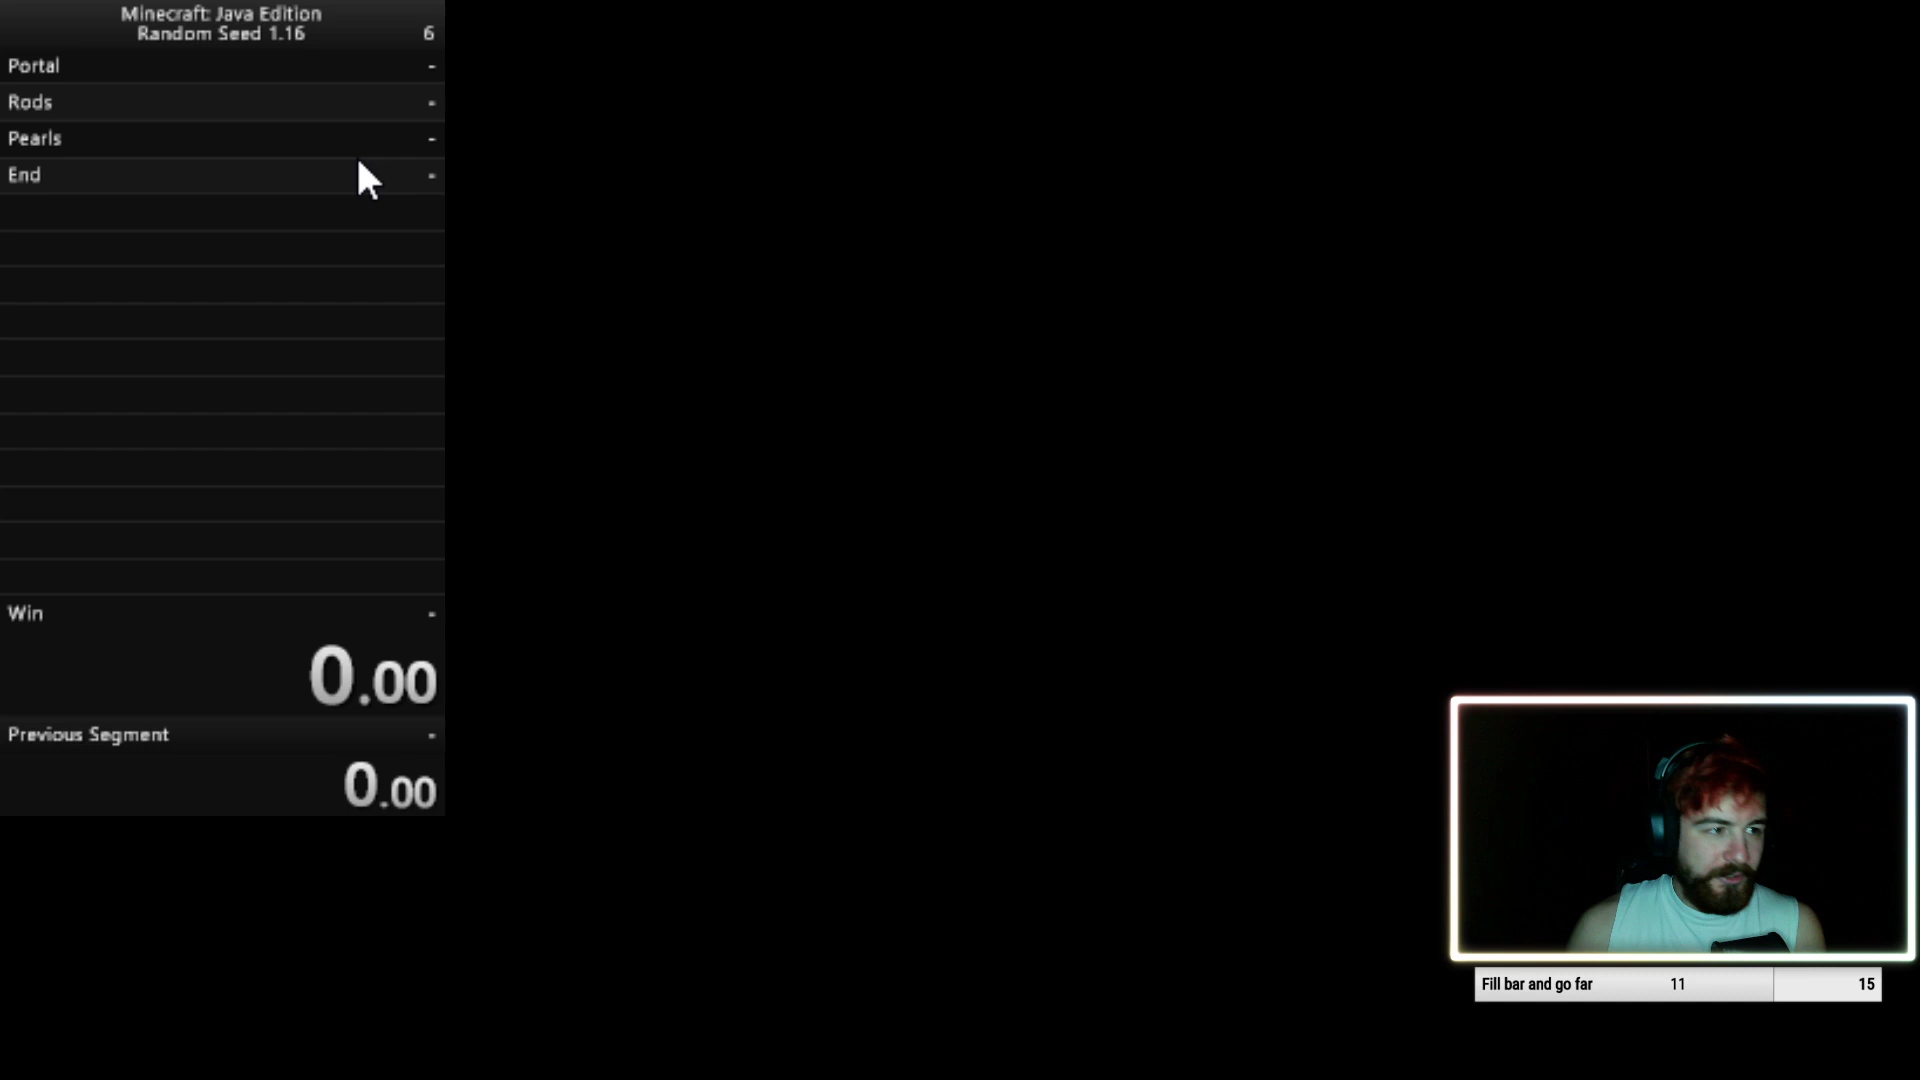 Minecraft: Java Edition
Random Seed 1.16 6
Portal -
Rods -
Pearls -
End -
Win -
0.00
Previous Segment -
0.00
Fill bar and go far 11 15